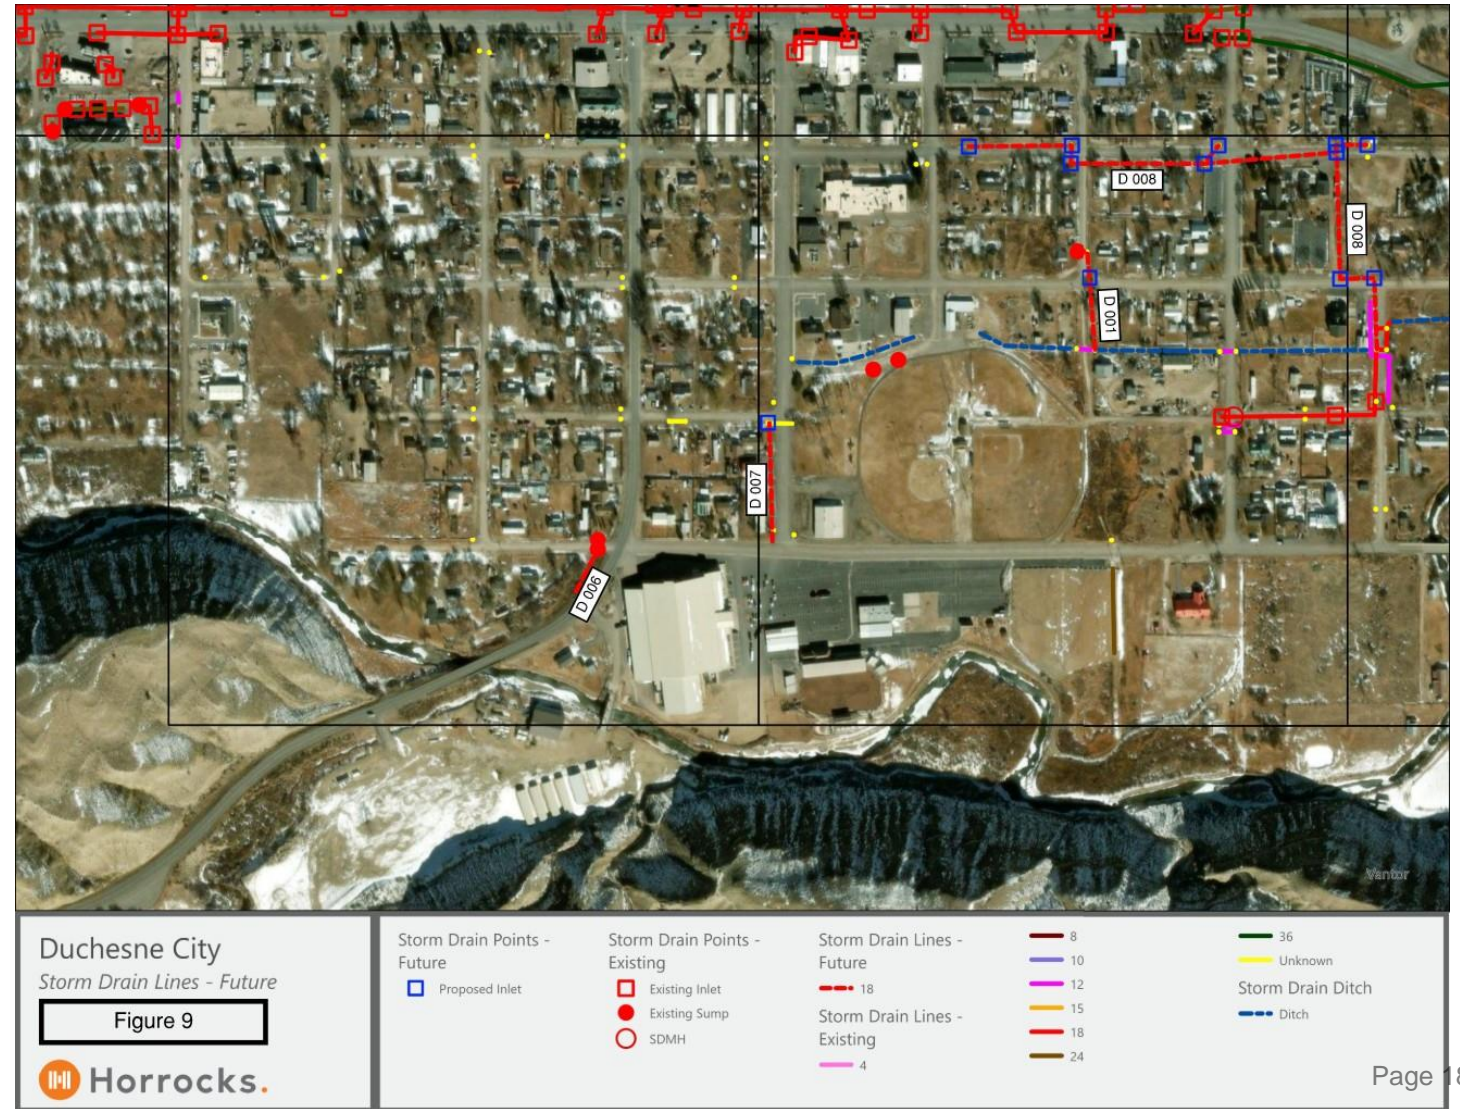 D 008
D 008
D 001
D 007
D 006
Vantor
Duchesne City
Storm Drain Lines - Future
Figure 9
Horrocks.
Storm Drain Points -
Future
Proposed Inlet
Storm Drain Points -
Existing
Existing Inlet
Existing Sump
SDMH
Storm Drain Lines -
Future
18
Storm Drain Lines -
Existing
4
8
10
12
15
18
24
36
Unknown
Storm Drain Ditch
Ditch
Page 18